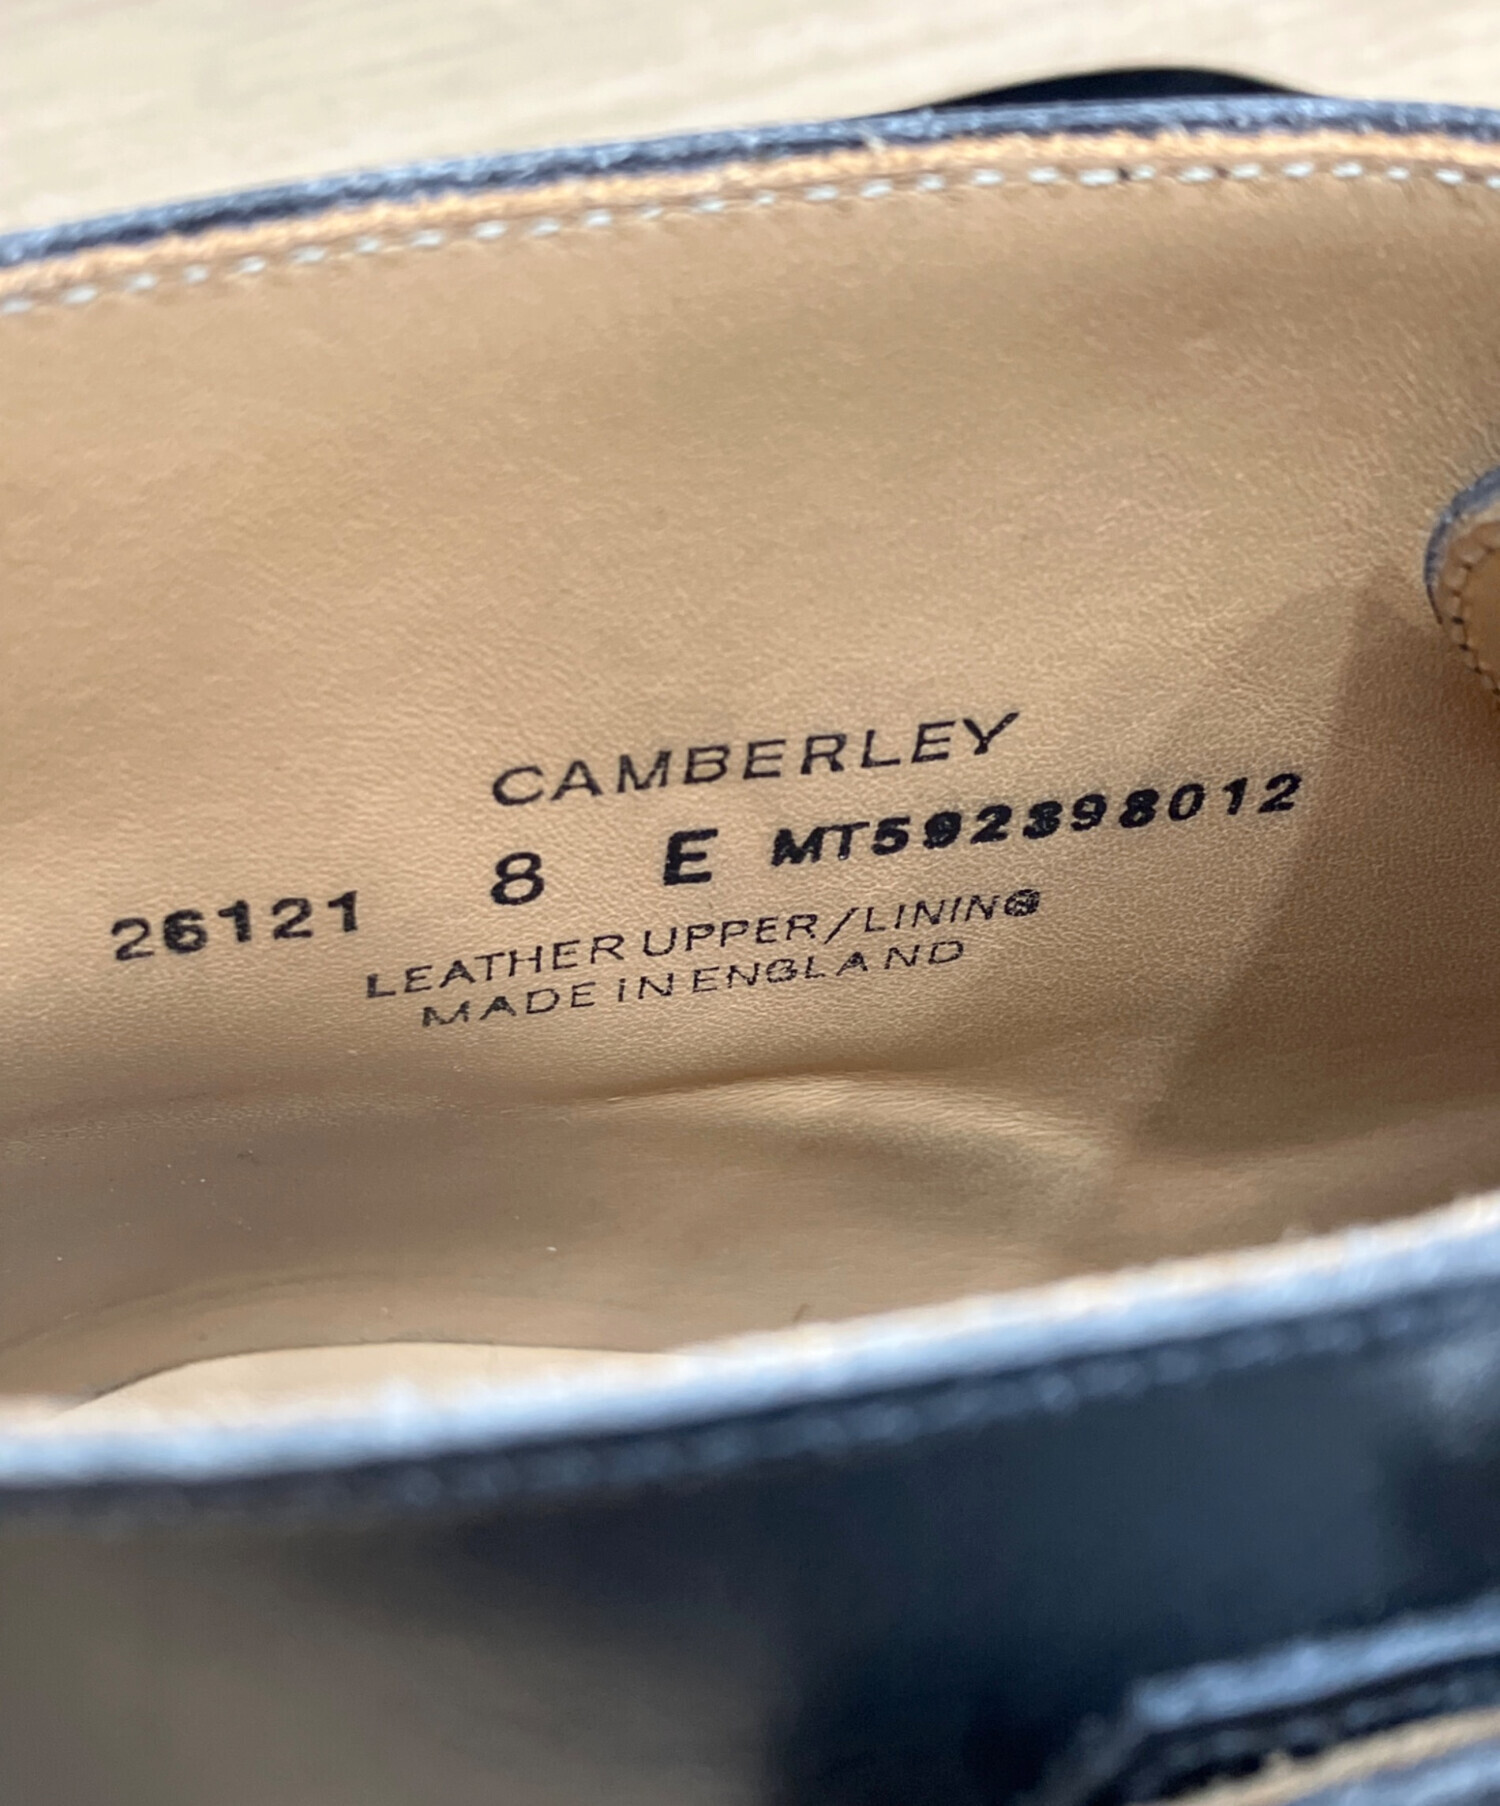 CAMBERLEY
26121 8 E MT592398012
LEATHER UPPER/LINING
MADE IN ENGLAND